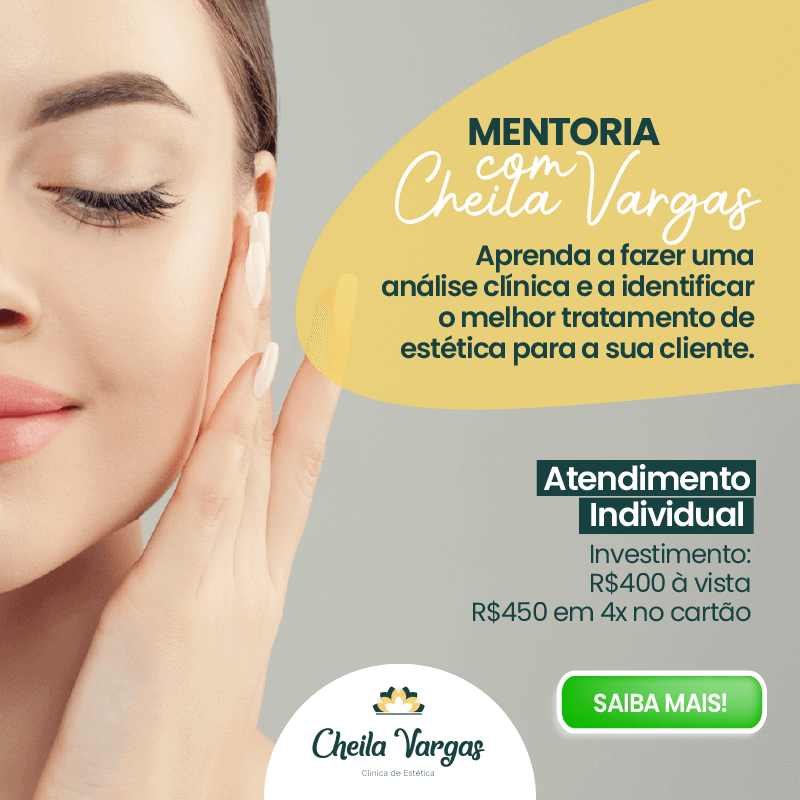 MENTORIA
com
Cheila Vargas
Aprenda a fazer uma
análise clínica e a identificar
o melhor tratamento de
estética para a sua cliente.
Atendimento
Individual
Investimento:
R$400 à vista
R$450 em 4x no cartão
SAIBA MAIS!
Cheila Vargas
Clínica de Estética